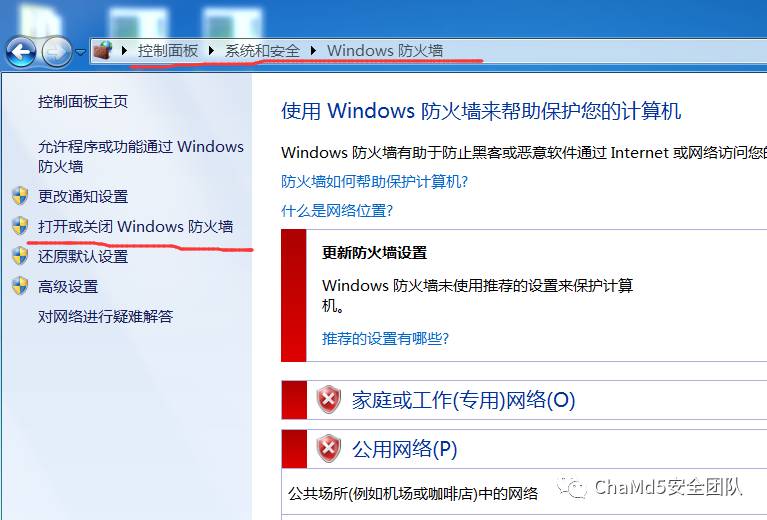 控制面板 ▸ 系统和安全 ▸ Windows 防火墙
控制面板主页
允许程序或功能通过 Windows
防火墙
更改通知设置
打开或关闭 Windows 防火墙
还原默认设置
高级设置
对网络进行疑难解答
使用 Windows 防火墙来帮助保护您的计算机
Windows 防火墙有助于防止黑客或恶意软件通过 Internet 或网络访问您的
防火墙如何帮助保护计算机?
什么是网络位置?
更新防火墙设置
Windows 防火墙未使用推荐的设置来保护计算
机。
推荐的设置有哪些?
家庭或工作(专用)网络(O)
公用网络(P)
公共场所(例如机场或咖啡店)中的网络
ChaMd5安全团队